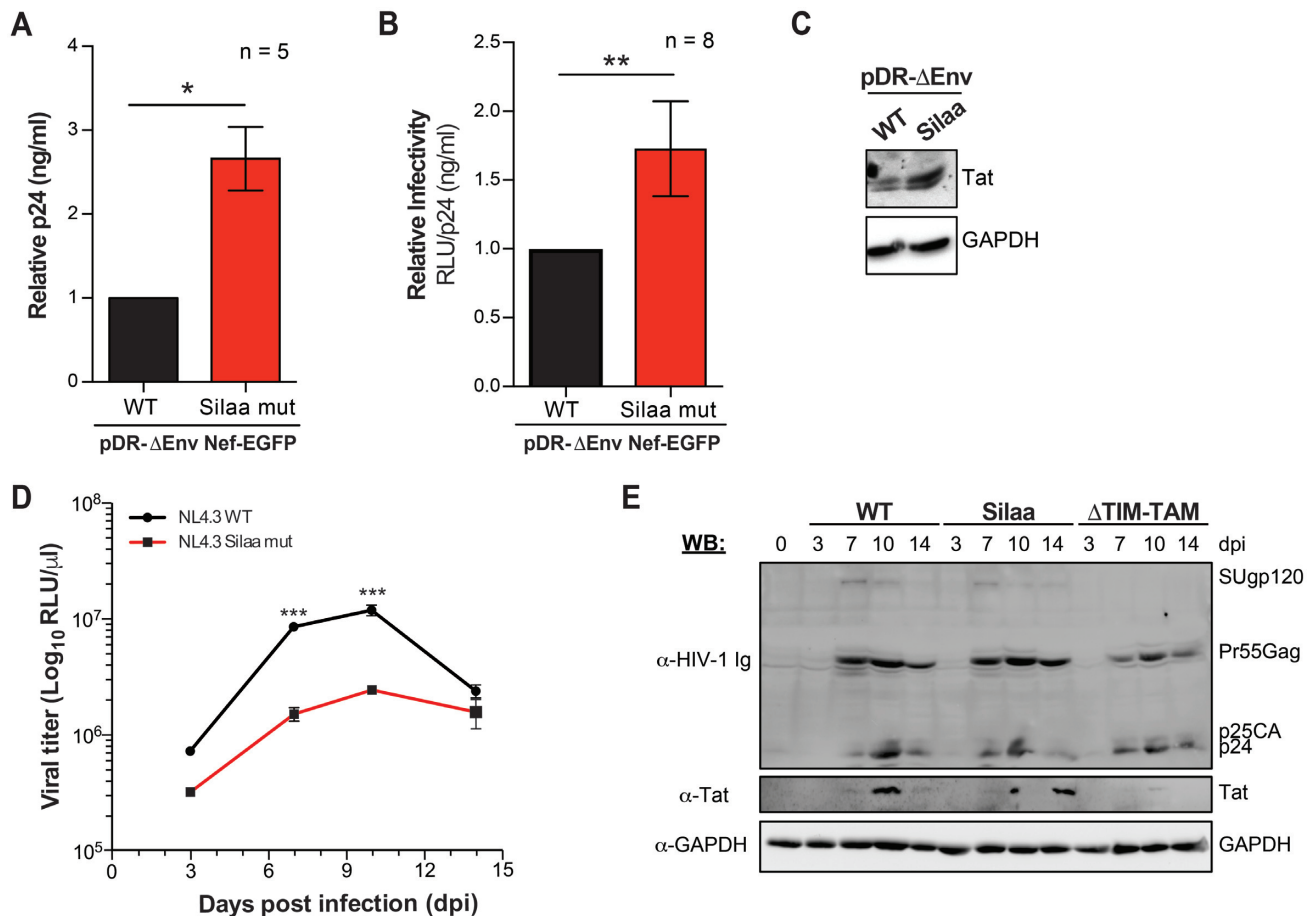 A
n = 5
*
Relative p24 (ng/ml)
4
3
2
1
0
WT
Silaa mut
pDR-ΔEnv Nef-EGFP
B
n = 8
**
Relative Infectivity
RLU/p24 (ng/ml)
2.5
2.0
1.5
1.0
0.5
0.0
WT
Silaa mut
pDR-ΔEnv Nef-EGFP
C
pDR-ΔEnv
WT Silaa
Tat
GAPDH
D
NL4.3 WT
NL4.3 Silaa mut
*** ***
Viral titer (Log10 RLU/μl)
10^8
10^7
10^6
10^5
0 3 6 9 12 15
Days post infection (dpi)
E
WT Silaa ΔTIM-TAM
WB: 0 3 7 10 14 3 7 10 14 3 7 10 14 dpi
SUgp120
α-HIV-1 Ig Pr55Gag
p25CA
p24
α-Tat Tat
α-GAPDH GAPDH